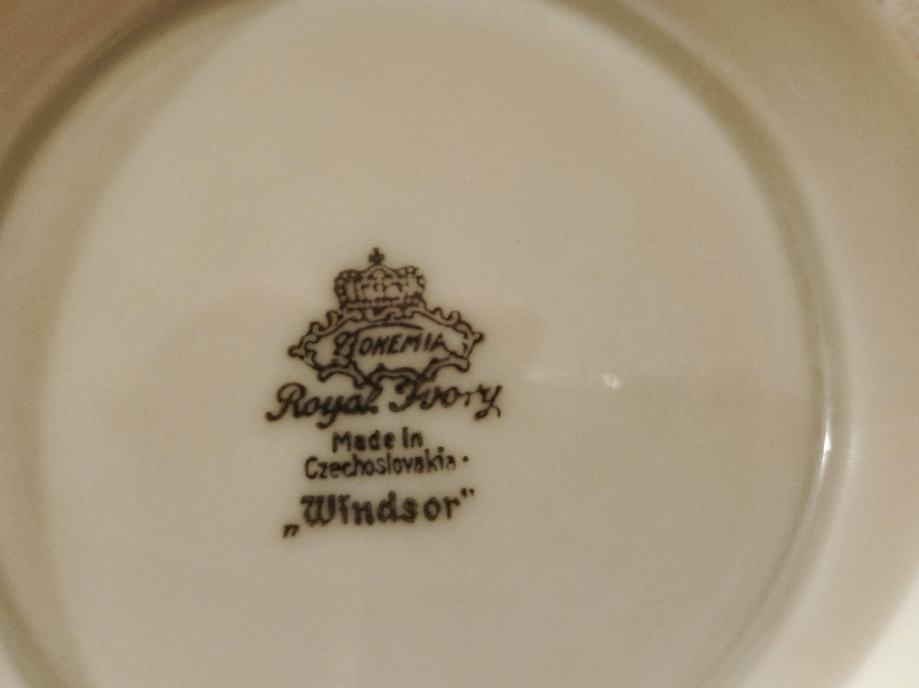 BOHEMIA
Royal Ivory
Made in
Czechoslovakia.
„Windsor"